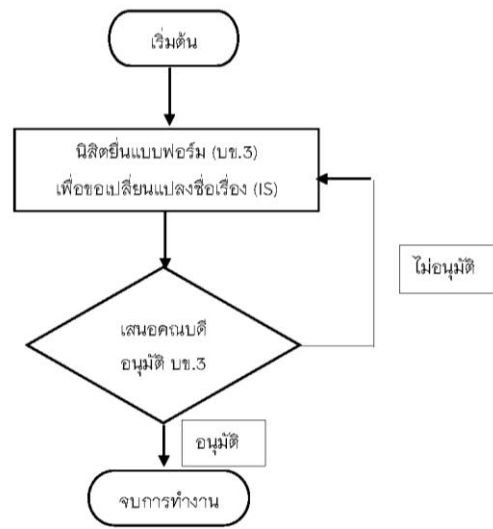 เริ่มต้น
นิสิตยื่นแบบฟอร์ม (บข.3)
เพื่อขอเปลี่ยนแปลงชื่อเรื่อง (IS)
ไม่อนุมัติ
เสนอคณบดี
อนุมัติ บข.3
อนุมัติ
จบการทำงาน